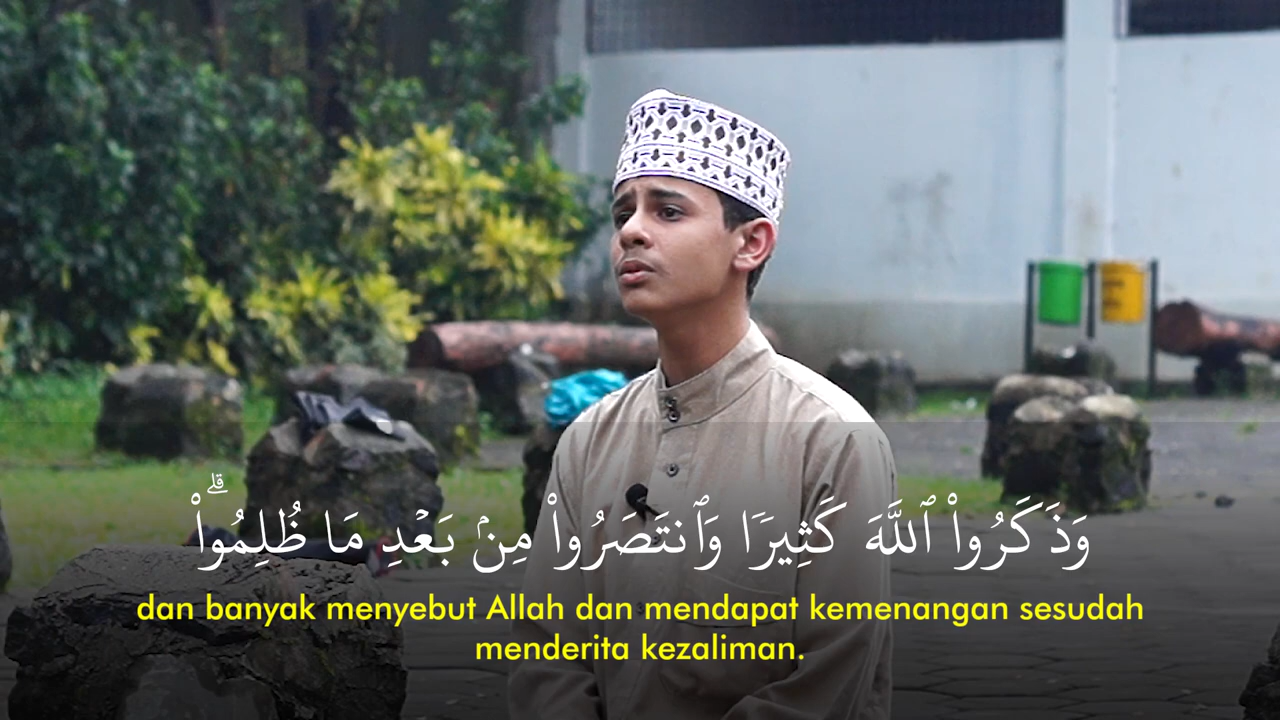 وَذَكَرُوا۟ ٱللَّهَ كَثِيرًۭا وَٱنتَصَرُوا۟ مِنۢ بَعْدِ مَا ظُلِمُوا۟ ۗ
dan banyak menyebut Allah dan mendapat kemenangan sesudah
menderita kezaliman.